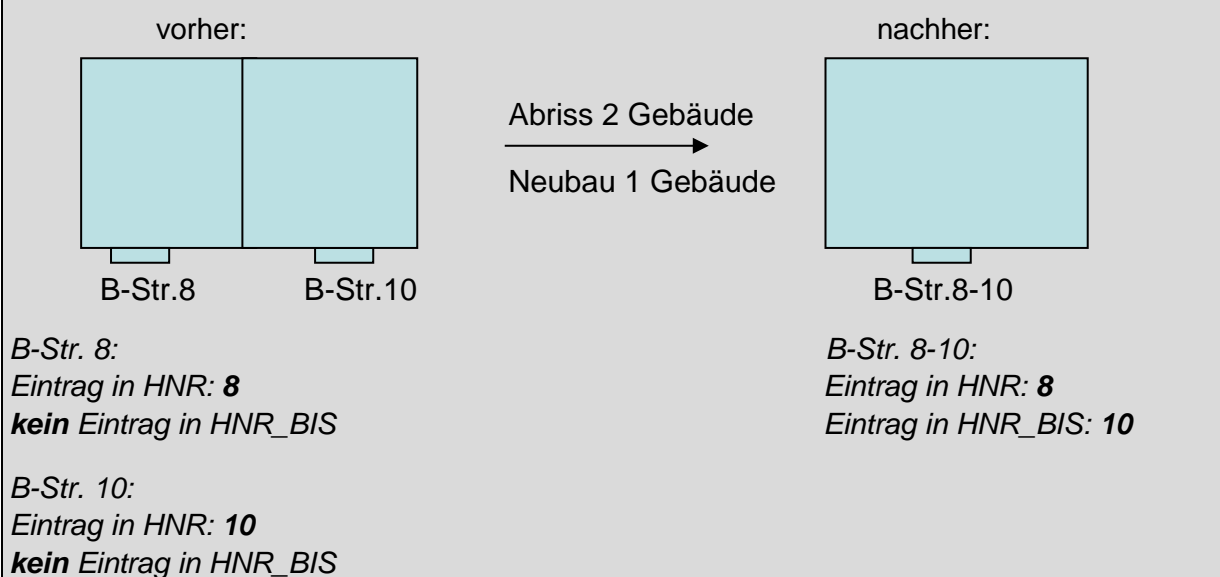 vorher:
nachher:
Abriss 2 Gebäude
Neubau 1 Gebäude
B-Str.8
B-Str.10
B-Str.8-10
B-Str. 8:
Eintrag in HNR: 8
kein Eintrag in HNR_BIS
B-Str. 10:
Eintrag in HNR: 10
kein Eintrag in HNR_BIS
B-Str. 8-10:
Eintrag in HNR: 8
Eintrag in HNR_BIS: 10